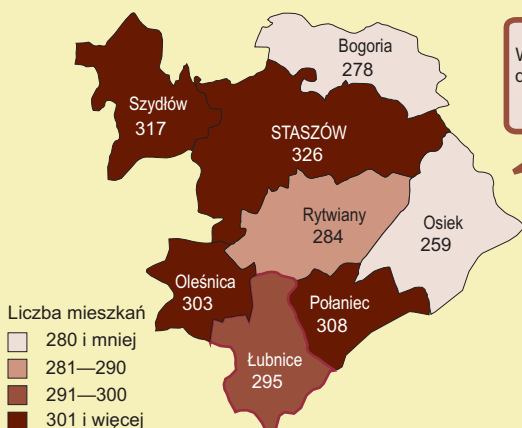 Bogoria
278
Szydłów
317
STASZÓW
326
Rytwiany
284
Osiek
259
Oleśnica
303
Połaniec
308
Łubnice
295
Liczba mieszkań
280 i mniej
281—290
291—300
301 i więcej